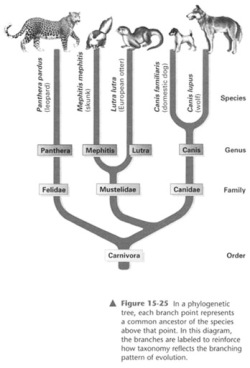 Panthera pardus
(leopard)
Mephitis mephitis
(skunk)
Lutra lutra
(European otter)
Canis familiaris
(domestic dog)
Canis lupus
(wolf)
Species
Panthera
Mephitis
Lutra
Canis
Genus
Felidae
Mustelidae
Canidae
Family
Carnivora
Order
▲ Figure 15-25 In a phylogenetic
tree, each branch point represents
a common ancestor of the species
above that point. In this diagram,
the branches are labeled to reinforce
how taxonomy reflects the branching
pattern of evolution.